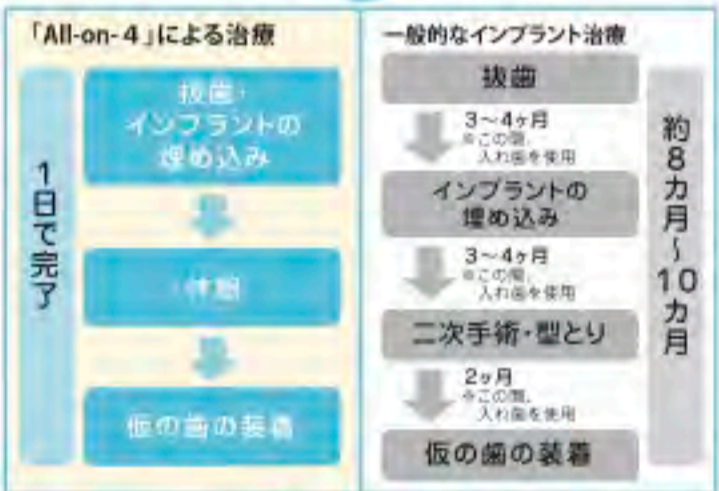 「All-on-4」による治療
1日で完了
抜歯・
インプラントの
埋め込み
休憩
仮の歯の装着
一般的なインプラント治療
抜歯
3〜4ヶ月
※この間、
入れ歯を使用
インプラントの
埋め込み
3〜4ヶ月
※この間、
入れ歯を使用
二次手術・型とり
2ヶ月
※この間、
入れ歯を使用
仮の歯の装着
約8カ月〜10カ月